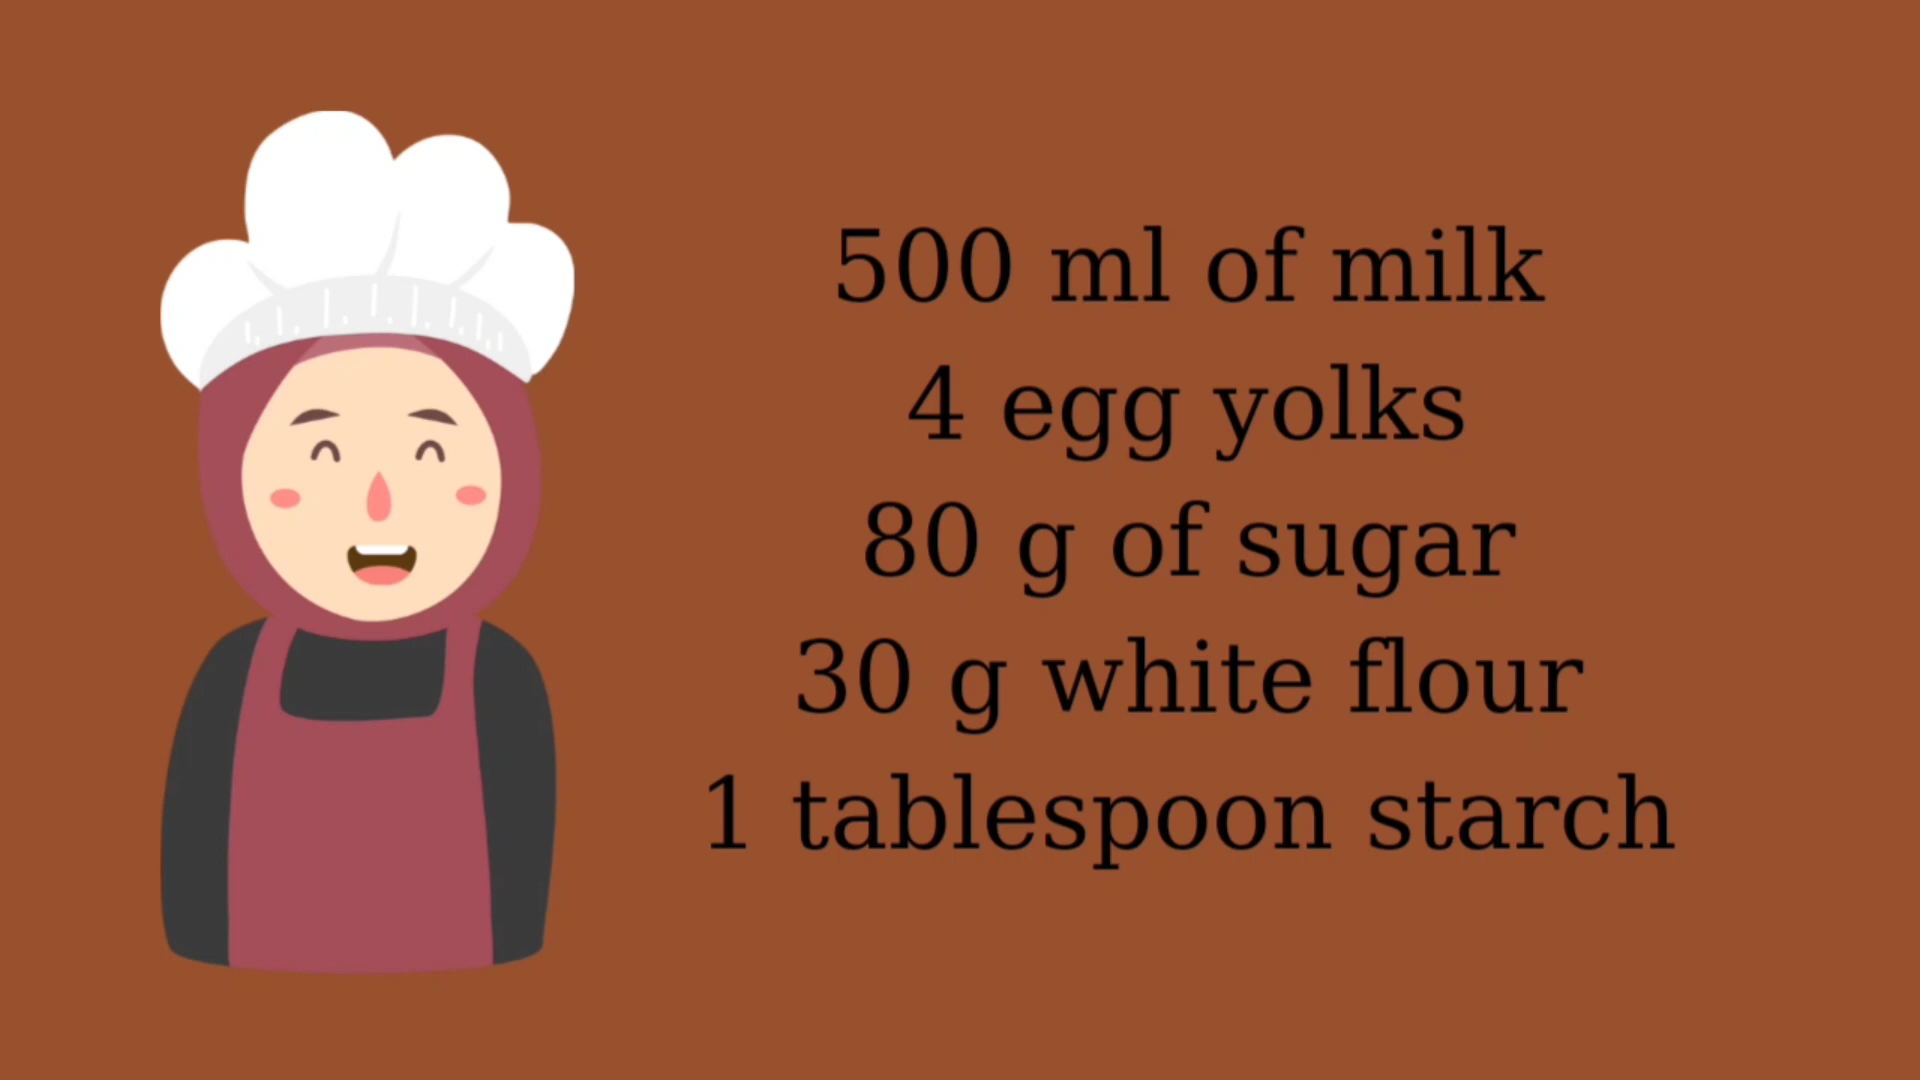 500 ml of milk
4 egg yolks
80 g of sugar
30 g white flour
1 tablespoon starch